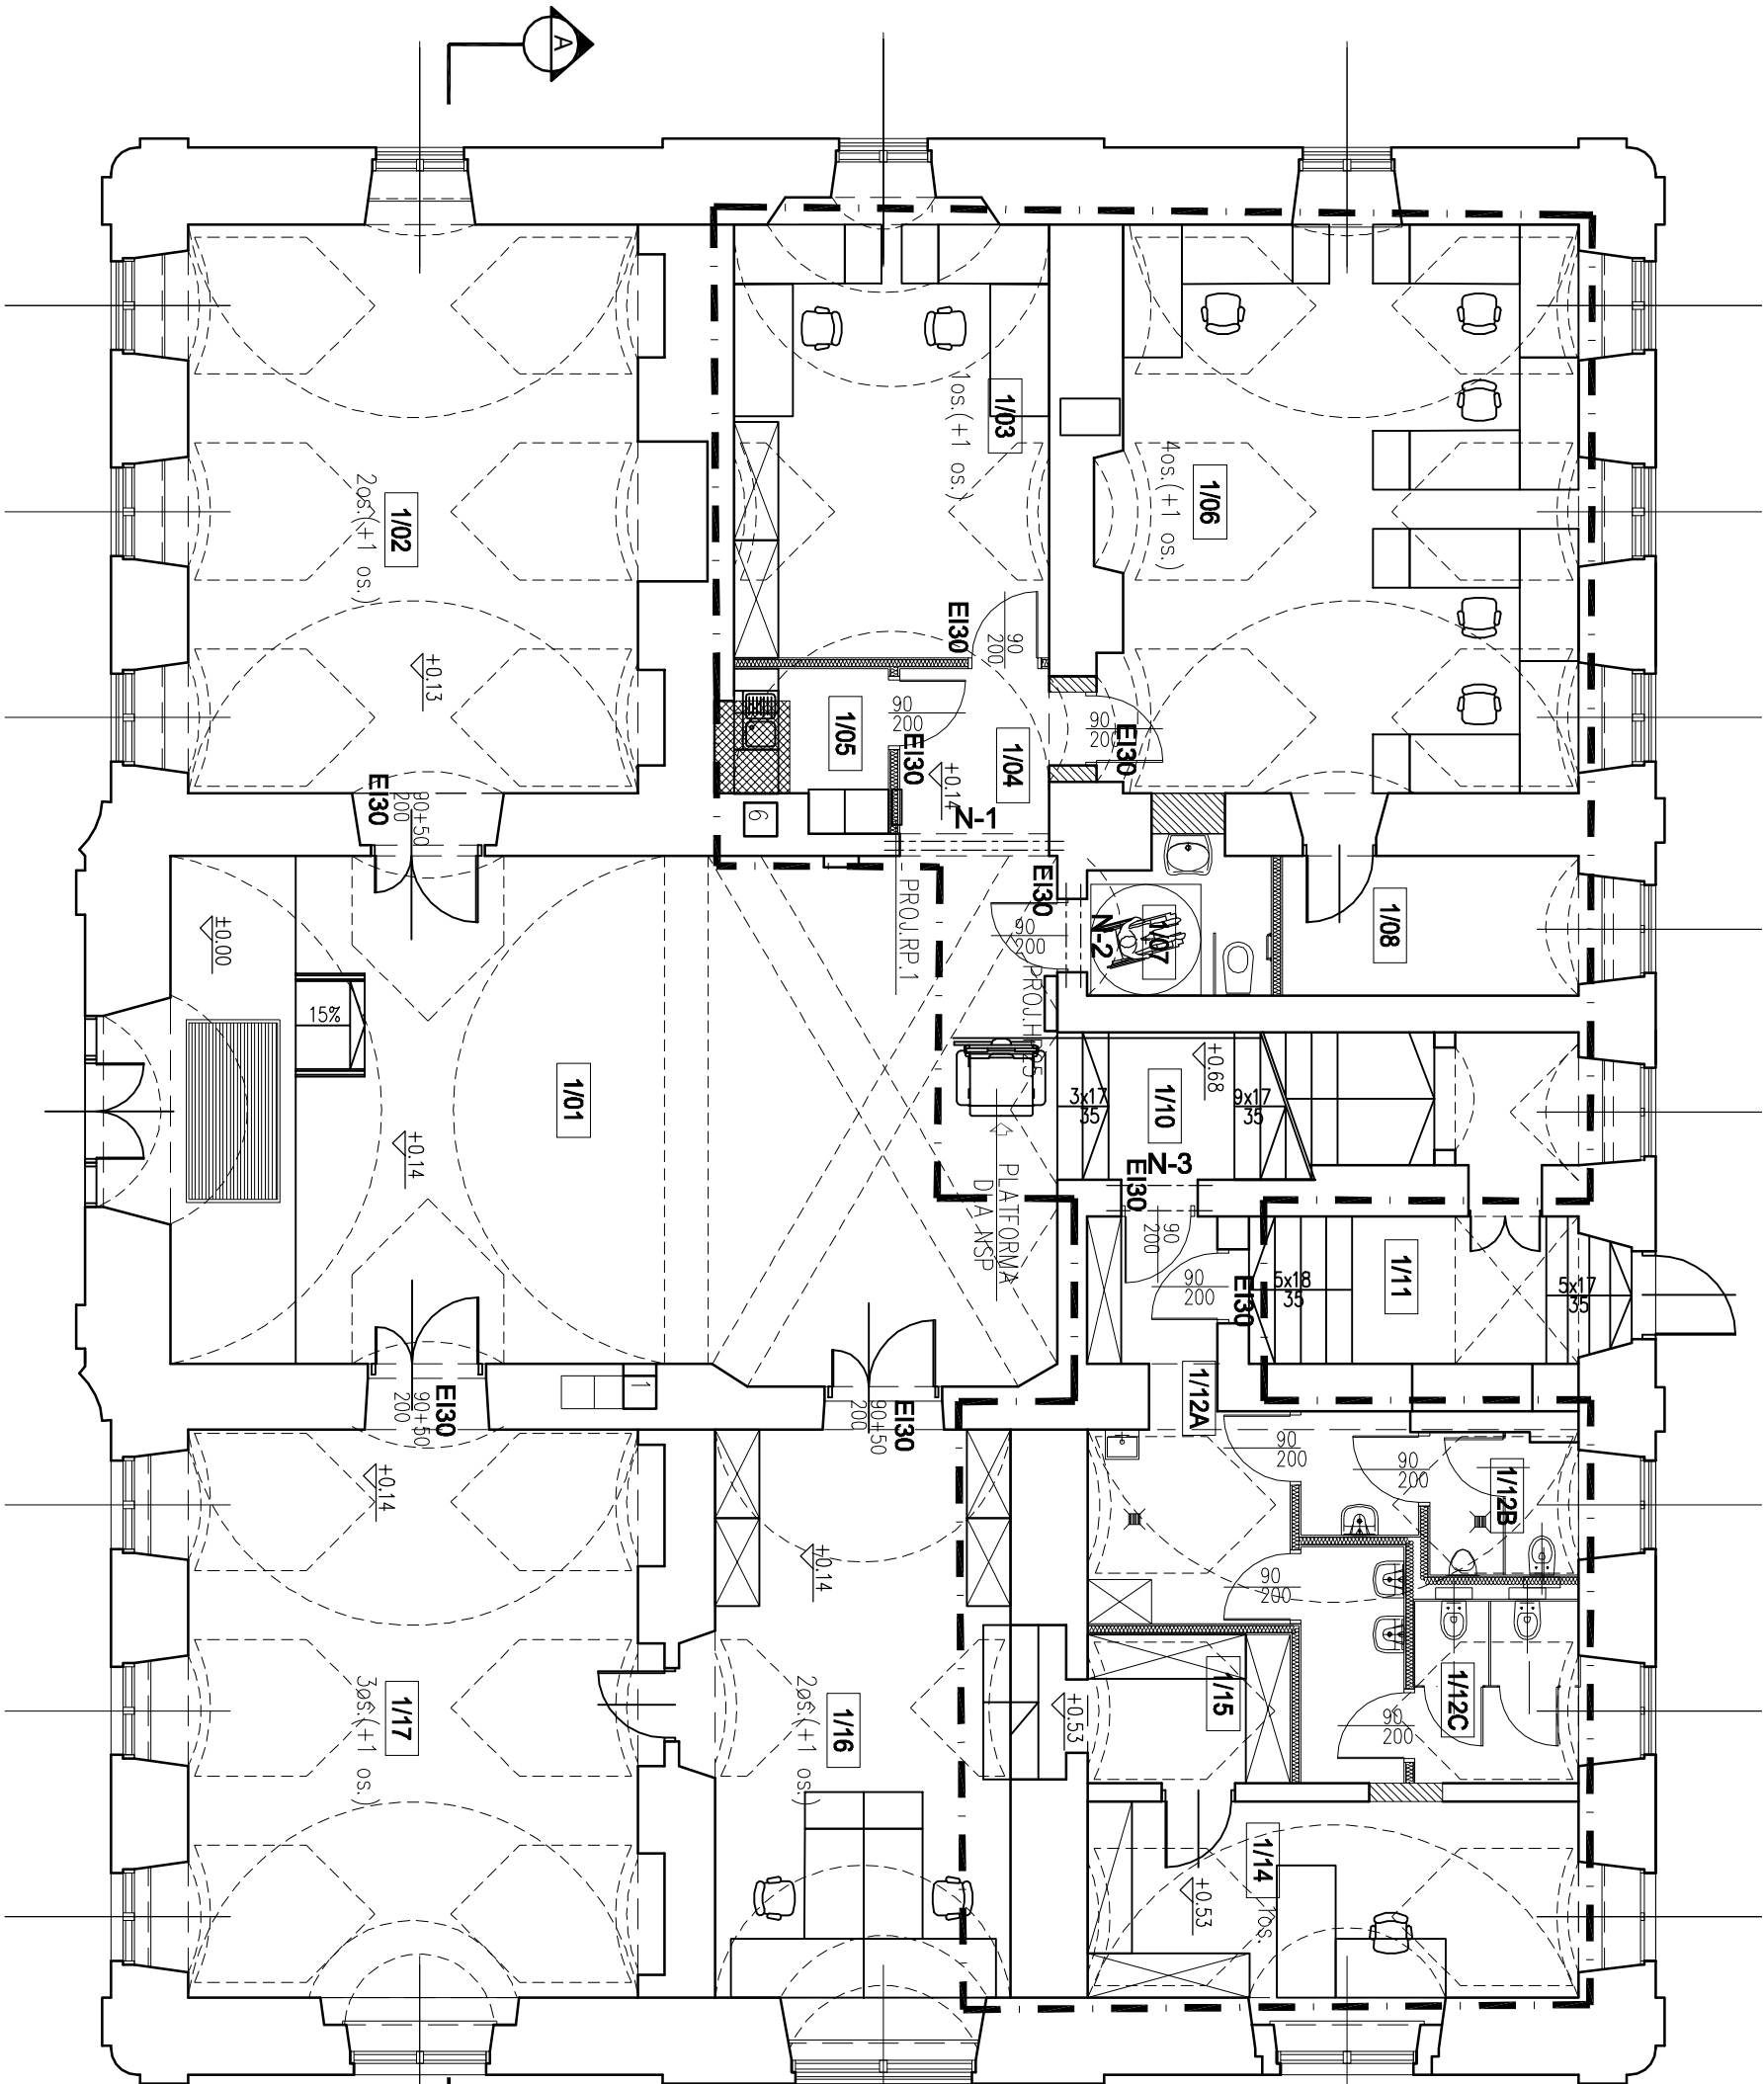 A
1/03
1os.(+1 os.)
1/06
4os.(+1 os.)
1/02
2os.(+1 os.)
+0.13
EI30
90
200
1/05
90
200
EI30
1/04
+0.14
90
200
EI30
N-1
6
EI30
90+50
200
PROJ.RP.1
EI30
90
200
N-2
1/07
1/08
±0.00
15%
1/01
+0.14
3x17
35
1/10
+0.68
9x17
35
PLATFORMA
N-3
EI30
90
200
90
200
EI30
5x18
35
1/11
5x17
35
1/12A
1
EI30
90+50
200
EI30
90+50
200
90
200
90
200
1/12B
+0.14
+0.14
90
200
1/17
3os.(+1 os.)
1/16
2os.(+1 os.)
+0.53
1/15
1/12C
90
200
1/14
1os.
+0.53